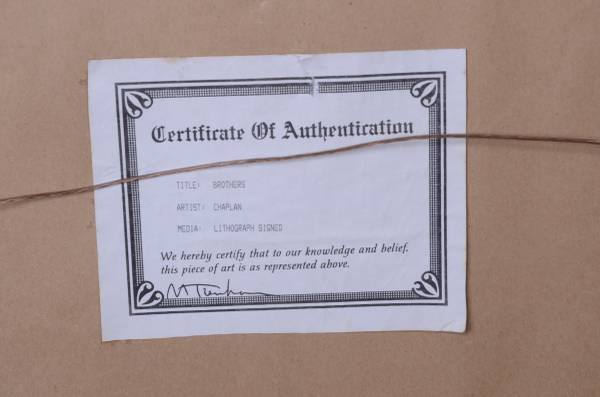 Certificate Of Authentication
TITLE: BROTHERS
ARTIST: CHAPLAN
MEDIA: LITHOGRAPH SIGNED
We hereby certify that to our knowledge and belief,
this piece of art is as represented above.